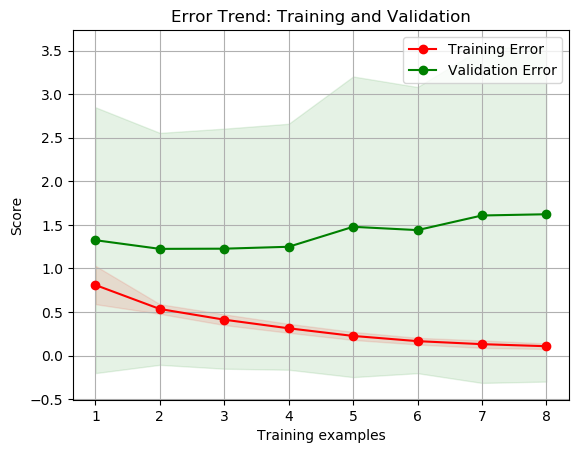 Error Trend: Training and Validation
Training Error
Validation Error
Score
3.5
3.0
2.5
2.0
1.5
1.0
0.5
0.0
−0.5
1 2 3 4 5 6 7 8
Training examples